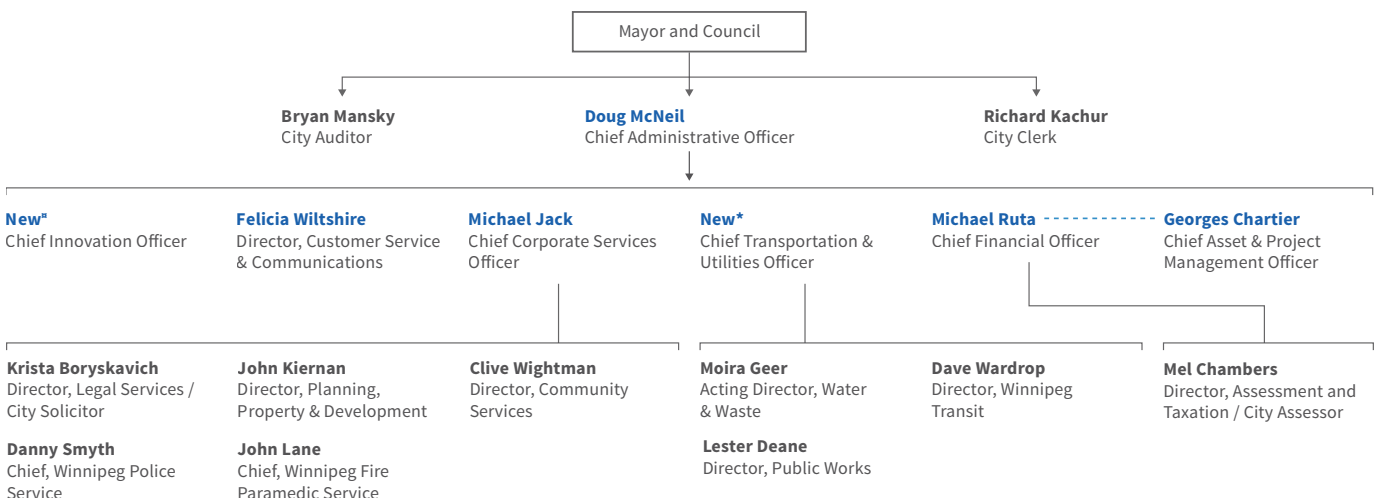 Mayor and Council
Bryan Mansky
City Auditor
Doug McNeil
Chief Administrative Officer
Richard Kachur
City Clerk
New¤
Chief Innovation Officer
Felicia Wiltshire
Director, Customer Service
& Communications
Michael Jack
Chief Corporate Services
Officer
New*
Chief Transportation &
Utilities Officer
Michael Ruta
Chief Financial Officer
Georges Chartier
Chief Asset & Project
Management Officer
Krista Boryskavich
Director, Legal Services /
City Solicitor
John Kiernan
Director, Planning,
Property & Development
Clive Wightman
Director, Community
Services
Moira Geer
Acting Director, Water
& Waste
Dave Wardrop
Director, Winnipeg
Transit
Mel Chambers
Director, Assessment and
Taxation / City Assessor
Danny Smyth
Chief, Winnipeg Police
Service
John Lane
Chief, Winnipeg Fire
Paramedic Service
Lester Deane
Director, Public Works